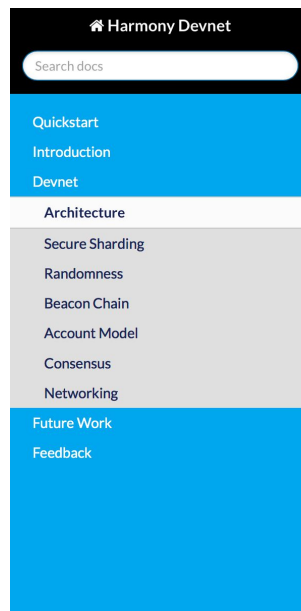 Harmony Devnet
Search docs
Quickstart
Introduction
Devnet
Architecture
Secure Sharding
Randomness
Beacon Chain
Account Model
Consensus
Networking
Future Work
Feedback